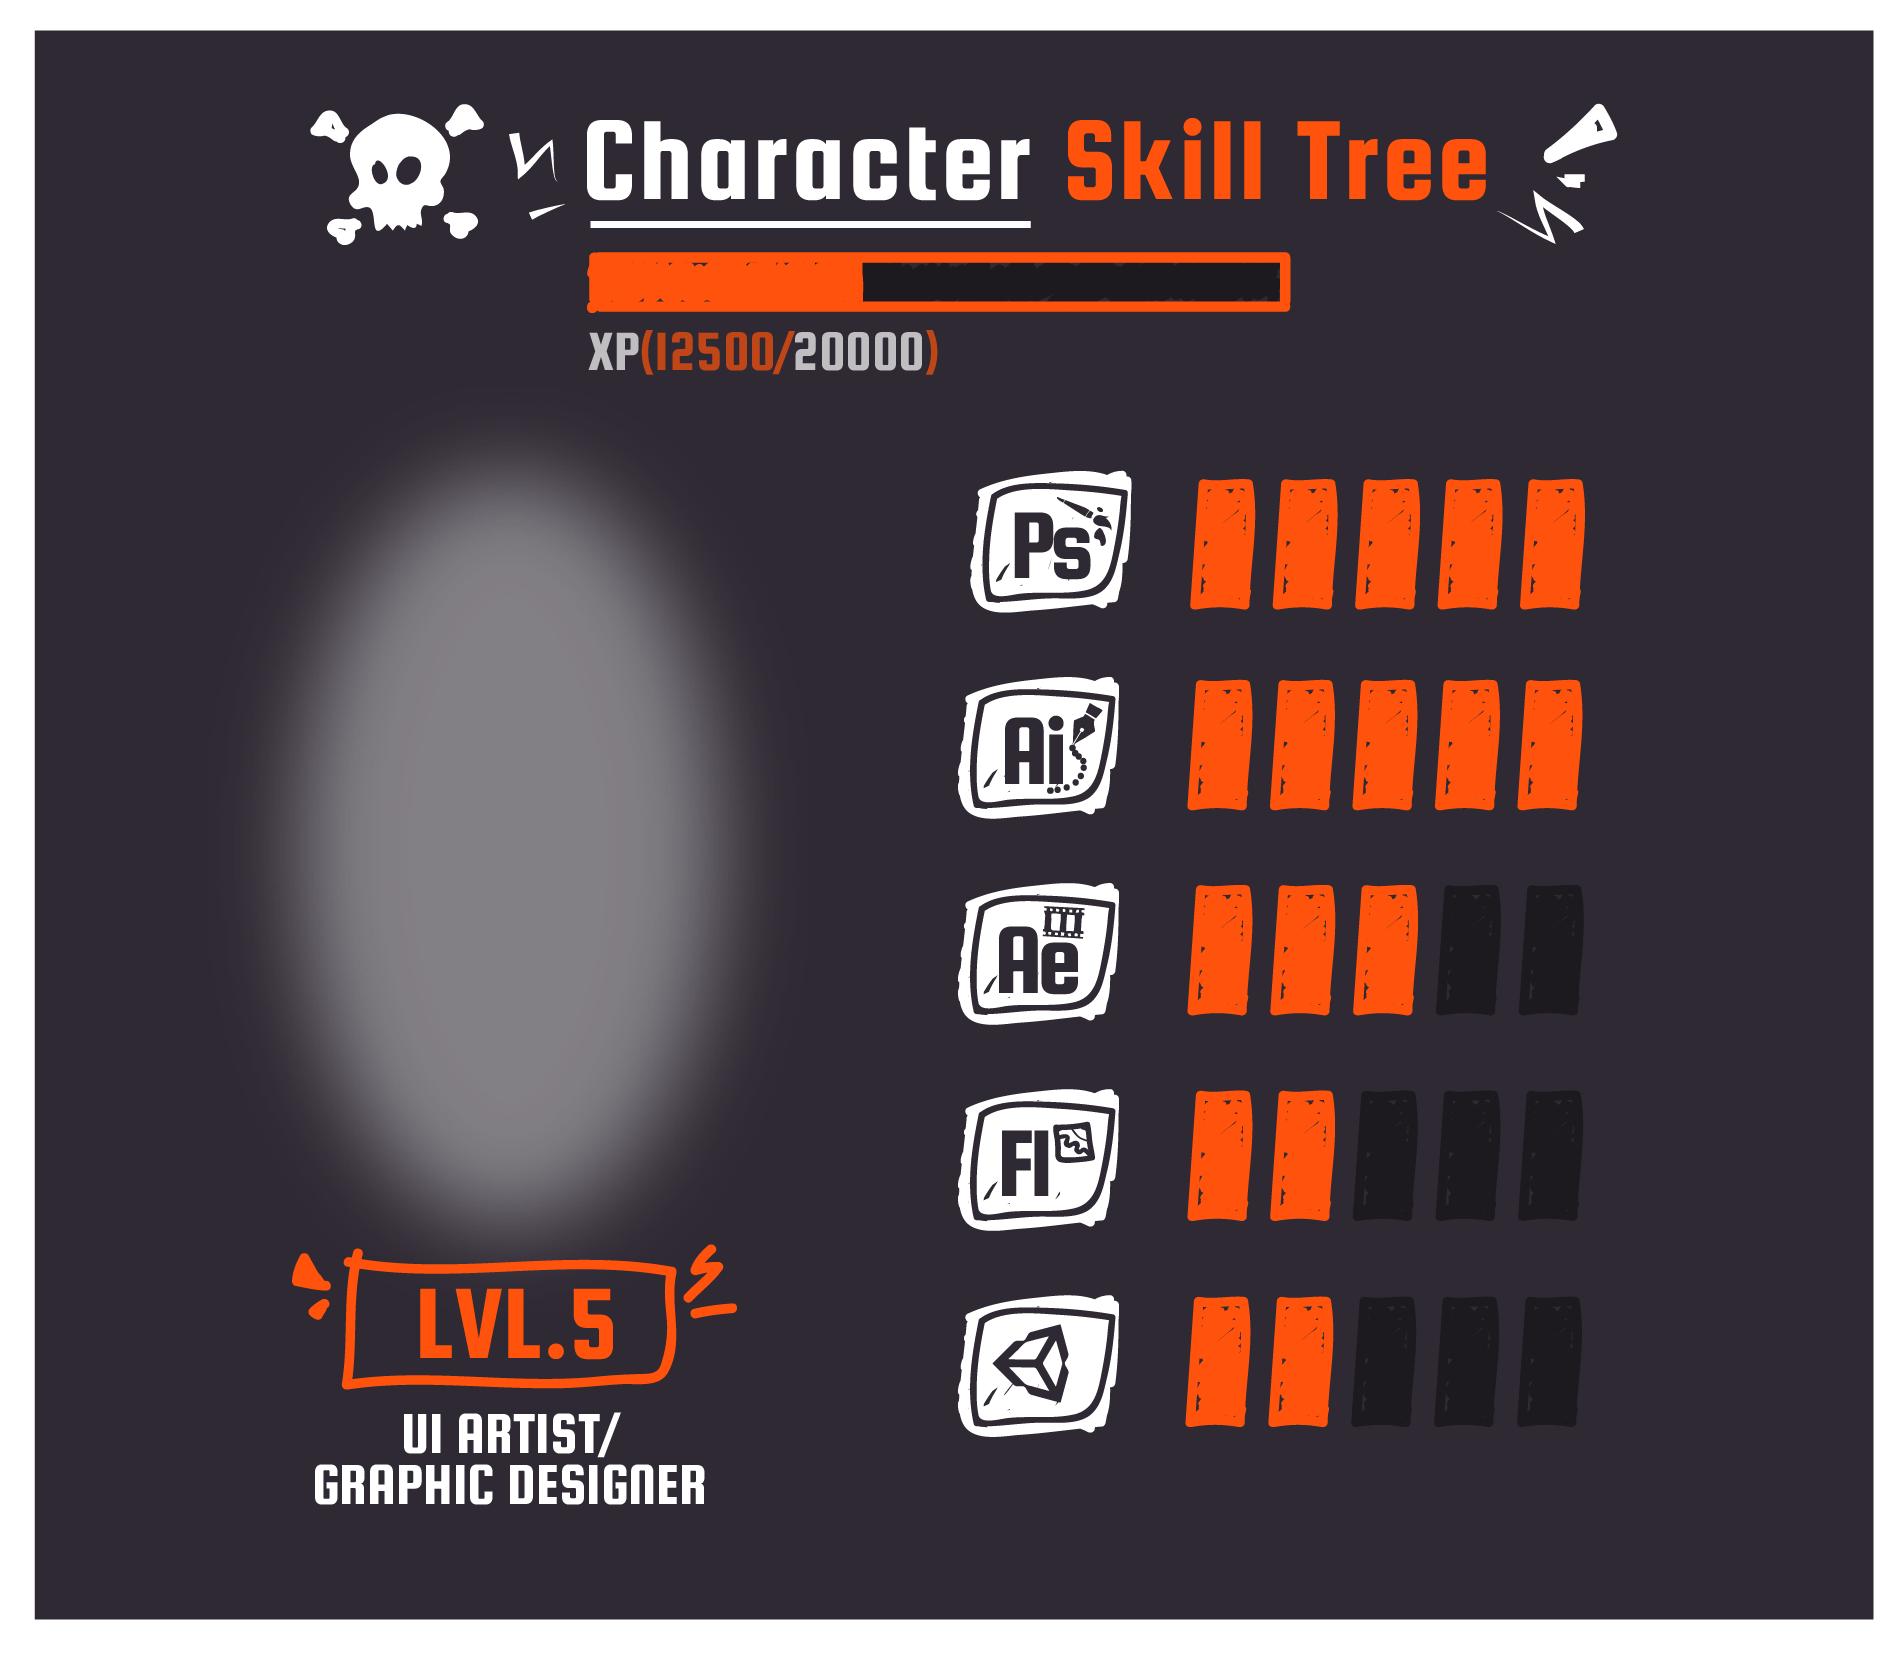 Character Skill Tree
XP(12500/20000)
Ps
Ai
Ae
Fl
LVL.5
UI ARTIST/
GRAPHIC DESIGNER